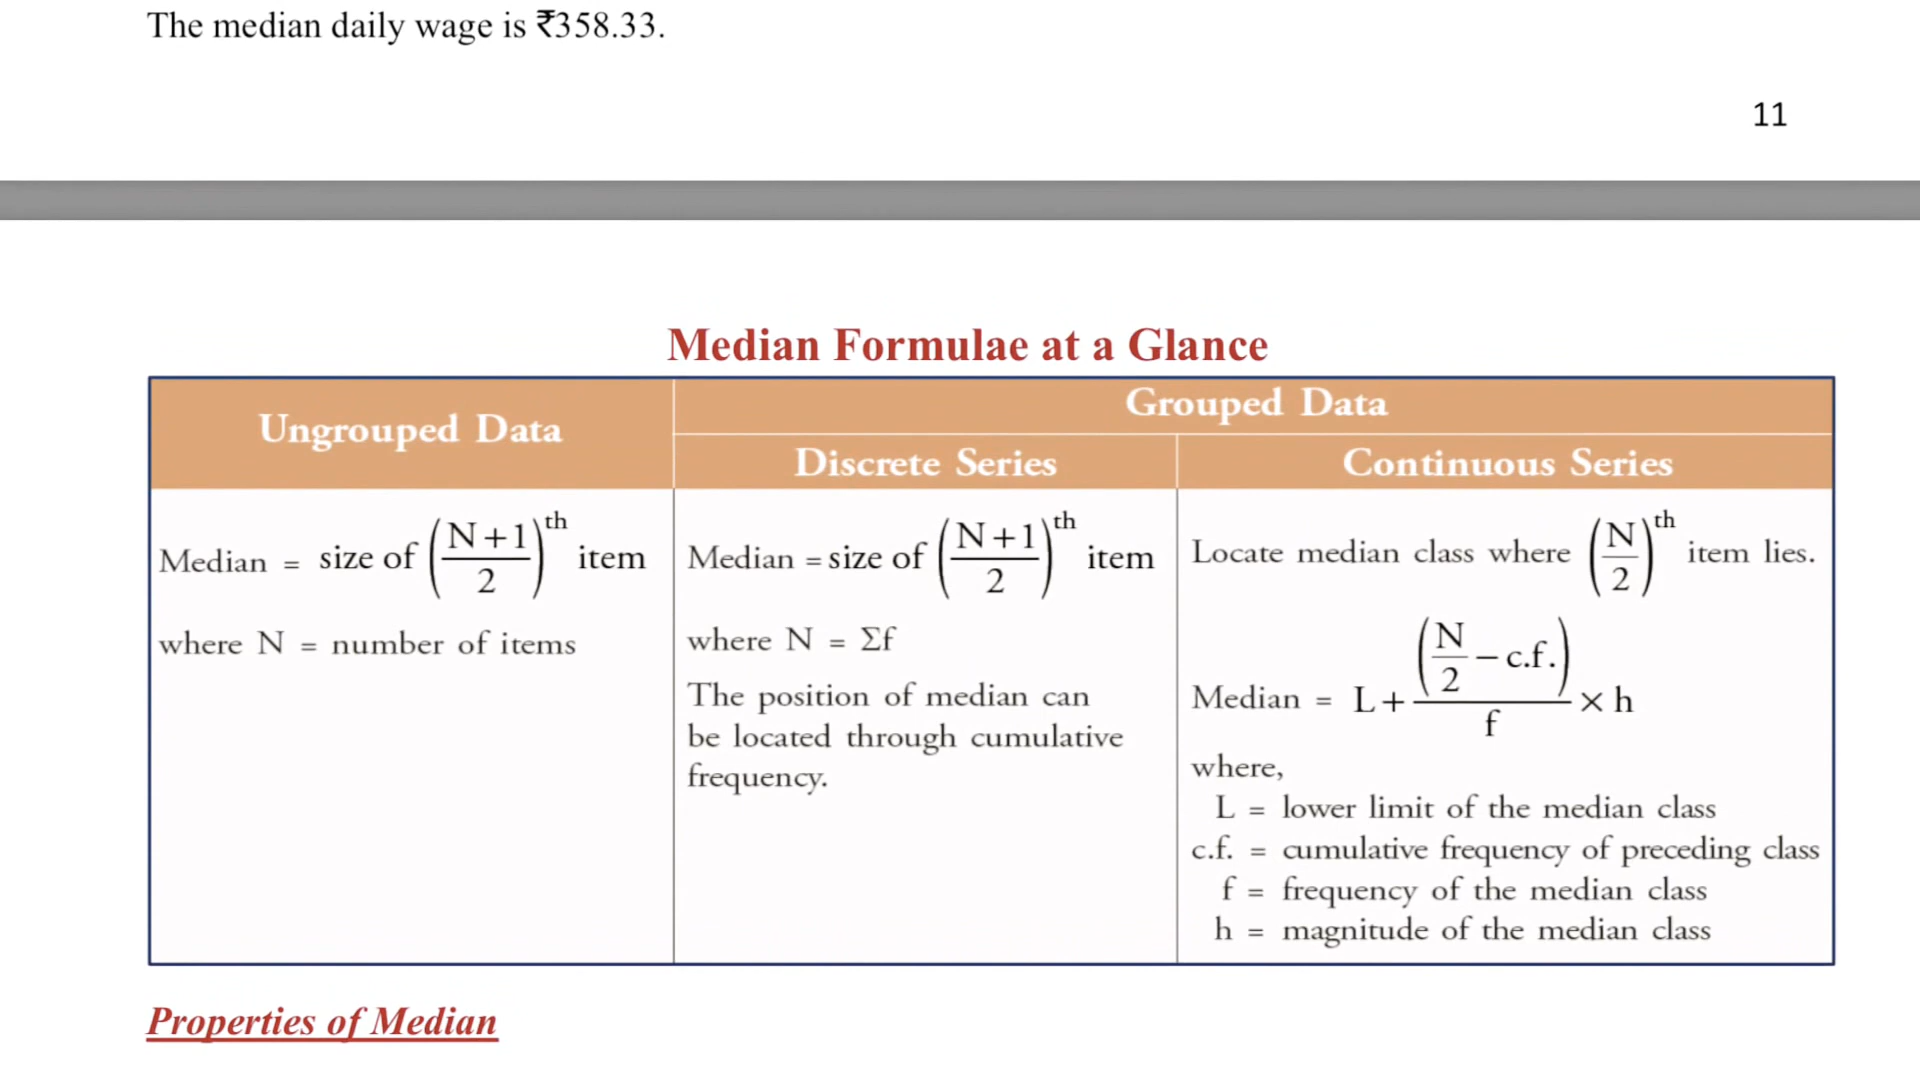 The median daily wage is ₹358.33.
11
Median Formulae at a Glance
Ungrouped Data
Grouped Data
Discrete Series
Continuous Series
Median = size of ((N+1)/2)th item
where N = number of items
Median = size of ((N+1)/2)th item
where N = Σf
The position of median can
be located through cumulative
frequency.
Locate median class where (N/2)th item lies.
Median = L + (N/2 – c.f.)/f × h
where,
L = lower limit of the median class
c.f. = cumulative frequency of preceding class
f = frequency of the median class
h = magnitude of the median class
Properties of Median